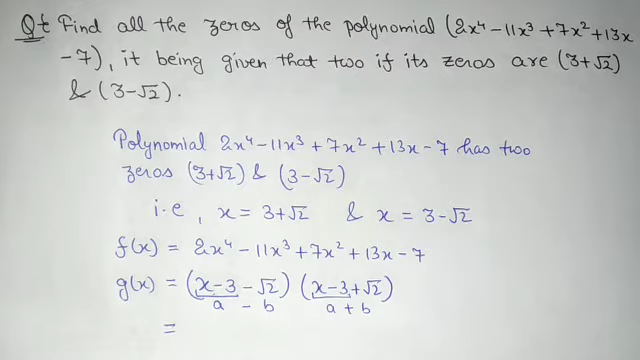 Qt Find all the zeros of the polynomial (2x⁴ - 11x³ + 7x² + 13x
- 7), it being given that two if its zeros are (3+√2)
& (3-√2).
Polynomial 2x⁴ - 11x³ + 7x² + 13x - 7 has two
zeros (3+√2) & (3-√2)
i.e, x = 3+√2 & x = 3-√2
f(x) = 2x⁴ - 11x³ + 7x² + 13x - 7
g(x) = (x-3 - √2) (x-3 + √2)
a - b a + b
=